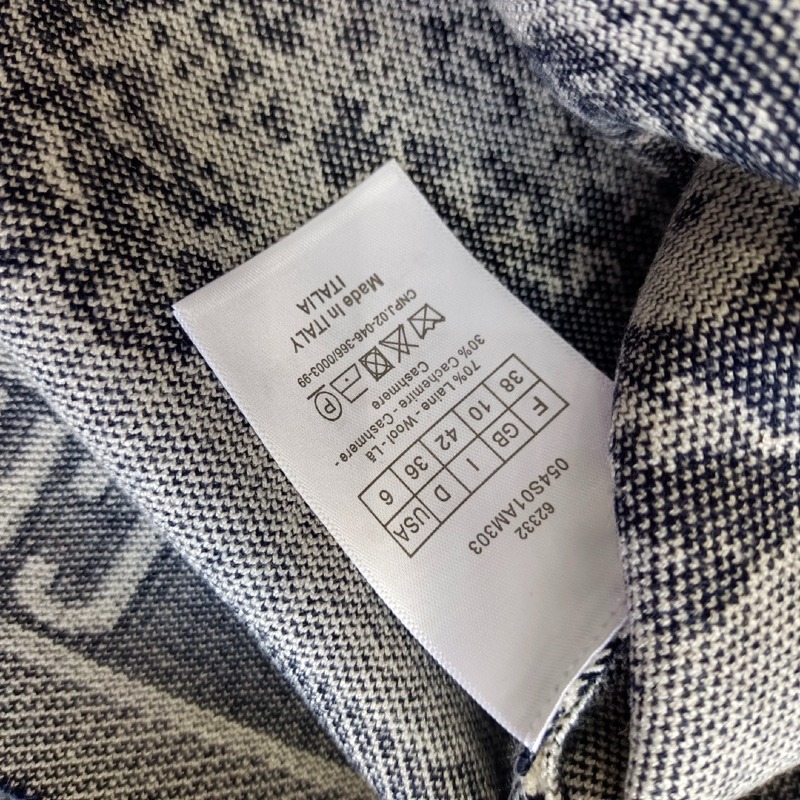 62332
054S01AM303
F GB I D USA
38 10 42 36 6
70% Laine - Wool - Lã
30% Cachemire - Cashmere -
Cashmere
P
CNPJ.02-046-366/0003-99
Made in ITALY
ITALIA